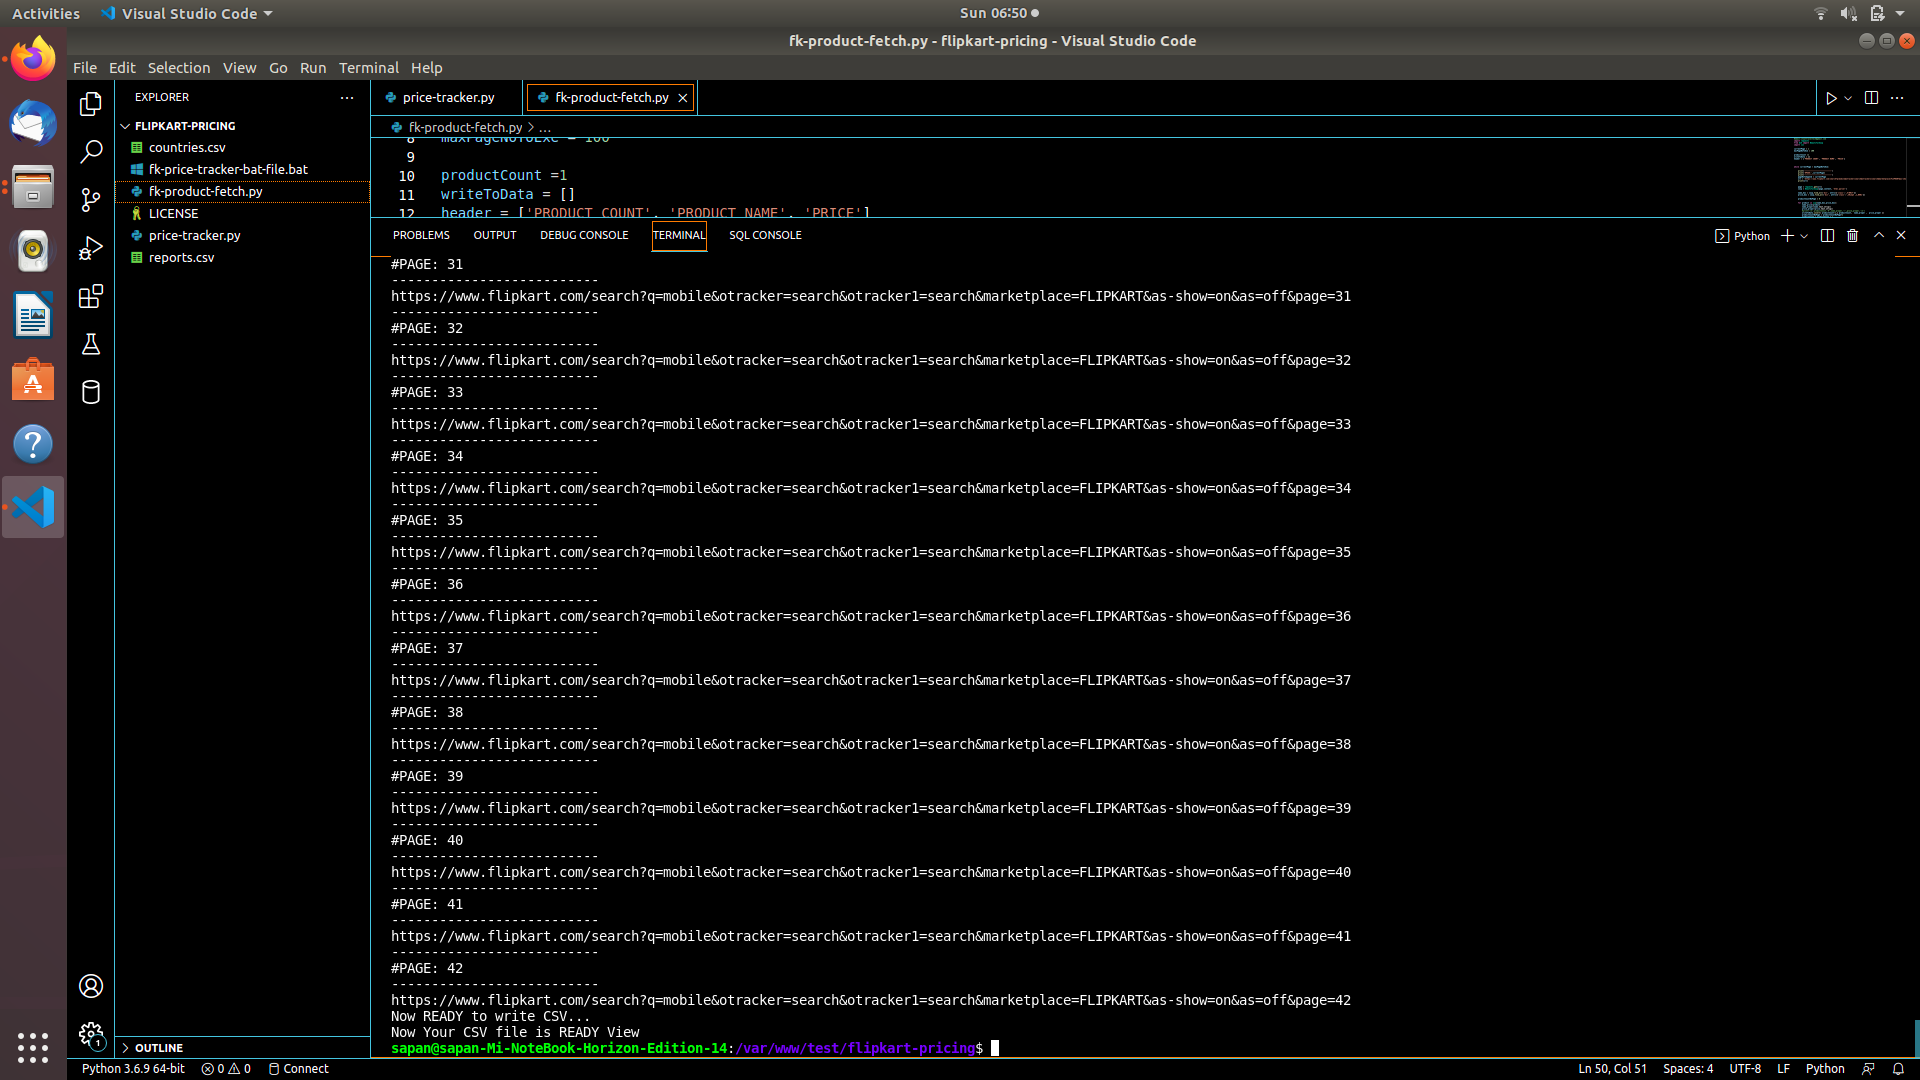 Activities
Visual Studio Code
Sun 06:50
fk-product-fetch.py - flipkart-pricing - Visual Studio Code
File Edit Selection View Go Run Terminal Help
EXPLORER
FLIPKART-PRICING
countries.csv
fk-price-tracker-bat-file.bat
fk-product-fetch.py
LICENSE
price-tracker.py
reports.csv
OUTLINE
price-tracker.py
fk-product-fetch.py
fk-product-fetch.py > ...
8 maxPageNoToExe = 100
9
10 productCount =1
11 writeToData = []
12 header = ['PRODUCT_COUNT', 'PRODUCT_NAME', 'PRICE']
PROBLEMS OUTPUT DEBUG CONSOLE TERMINAL SQL CONSOLE
Python
#PAGE: 31
--------------------------
https://www.flipkart.com/search?q=mobile&otracker=search&otracker1=search&marketplace=FLIPKART&as-show=on&as=off&page=31
--------------------------
#PAGE: 32
--------------------------
https://www.flipkart.com/search?q=mobile&otracker=search&otracker1=search&marketplace=FLIPKART&as-show=on&as=off&page=32
--------------------------
#PAGE: 33
--------------------------
https://www.flipkart.com/search?q=mobile&otracker=search&otracker1=search&marketplace=FLIPKART&as-show=on&as=off&page=33
--------------------------
#PAGE: 34
--------------------------
https://www.flipkart.com/search?q=mobile&otracker=search&otracker1=search&marketplace=FLIPKART&as-show=on&as=off&page=34
--------------------------
#PAGE: 35
--------------------------
https://www.flipkart.com/search?q=mobile&otracker=search&otracker1=search&marketplace=FLIPKART&as-show=on&as=off&page=35
--------------------------
#PAGE: 36
--------------------------
https://www.flipkart.com/search?q=mobile&otracker=search&otracker1=search&marketplace=FLIPKART&as-show=on&as=off&page=36
--------------------------
#PAGE: 37
--------------------------
https://www.flipkart.com/search?q=mobile&otracker=search&otracker1=search&marketplace=FLIPKART&as-show=on&as=off&page=37
--------------------------
#PAGE: 38
--------------------------
https://www.flipkart.com/search?q=mobile&otracker=search&otracker1=search&marketplace=FLIPKART&as-show=on&as=off&page=38
--------------------------
#PAGE: 39
--------------------------
https://www.flipkart.com/search?q=mobile&otracker=search&otracker1=search&marketplace=FLIPKART&as-show=on&as=off&page=39
--------------------------
#PAGE: 40
--------------------------
https://www.flipkart.com/search?q=mobile&otracker=search&otracker1=search&marketplace=FLIPKART&as-show=on&as=off&page=40
--------------------------
#PAGE: 41
--------------------------
https://www.flipkart.com/search?q=mobile&otracker=search&otracker1=search&marketplace=FLIPKART&as-show=on&as=off&page=41
--------------------------
#PAGE: 42
--------------------------
https://www.flipkart.com/search?q=mobile&otracker=search&otracker1=search&marketplace=FLIPKART&as-show=on&as=off&page=42
Now READY to write CSV...
Now Your CSV file is READY View
sapan@sapan-Mi-NoteBook-Horizon-Edition-14:/var/www/test/flipkart-pricing$
1
Python 3.6.9 64-bit 0 0 Connect
Ln 50, Col 51 Spaces: 4 UTF-8 LF Python